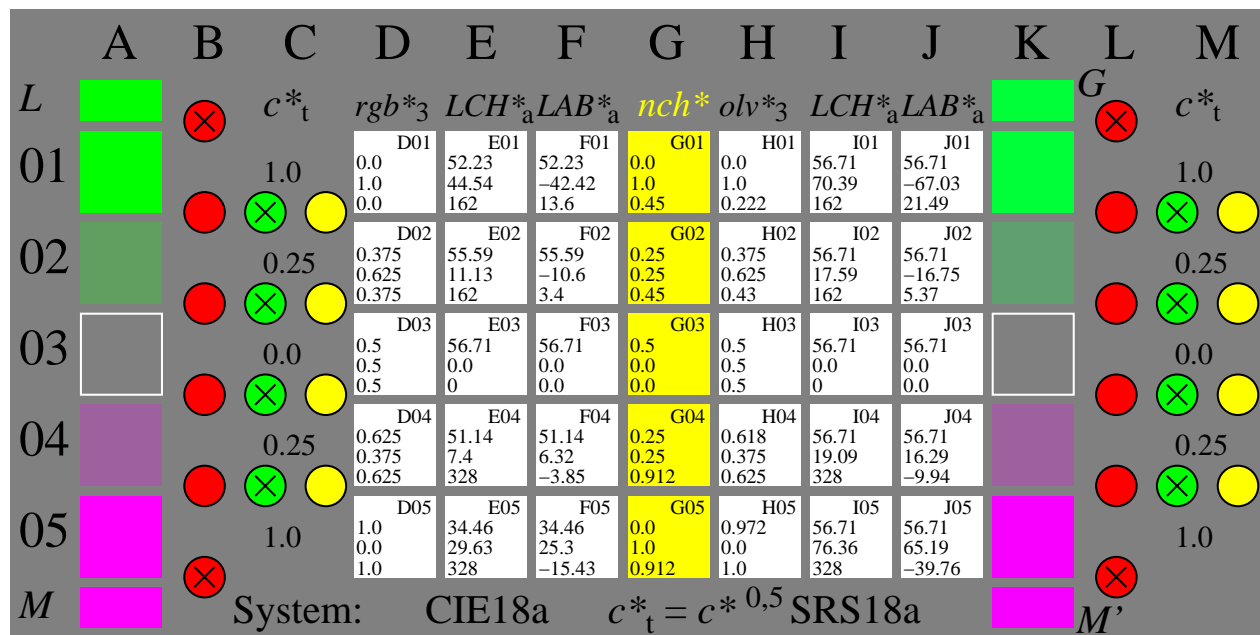 A B C D E F G H I J K L M
L c*t rgb*3 LCH*a LAB*a nch* olv*3 LCH*a LAB*a G c*t
01 1.0 D01 E01 F01 G01 H01 I01 J01 1.0
0.0 52.23 52.23 0.0 0.0 56.71 56.71
1.0 44.54 −42.42 1.0 1.0 70.39 −67.03
0.0 162 13.6 0.45 0.222 162 21.49
02 0.25 D02 E02 F02 G02 H02 I02 J02 0.25
0.375 55.59 55.59 0.25 0.375 56.71 56.71
0.625 11.13 −10.6 0.25 0.625 17.59 −16.75
0.375 162 3.4 0.45 0.43 162 5.37
03 0.0 D03 E03 F03 G03 H03 I03 J03 0.0
0.5 56.71 56.71 0.5 0.5 56.71 56.71
0.5 0.0 0.0 0.0 0.5 0.0 0.0
0.5 0 0.0 0.0 0.5 0 0.0
04 0.25 D04 E04 F04 G04 H04 I04 J04 0.25
0.625 51.14 51.14 0.25 0.618 56.71 56.71
0.375 7.4 6.32 0.25 0.375 19.09 16.29
0.625 328 −3.85 0.912 0.625 328 −9.94
05 1.0 D05 E05 F05 G05 H05 I05 J05 1.0
1.0 34.46 34.46 0.0 0.972 56.71 56.71
0.0 29.63 25.3 1.0 0.0 76.36 65.19
1.0 328 −15.43 0.912 1.0 328 −39.76
M System: CIE18a c*t = c* 0,5 SRS18a M’